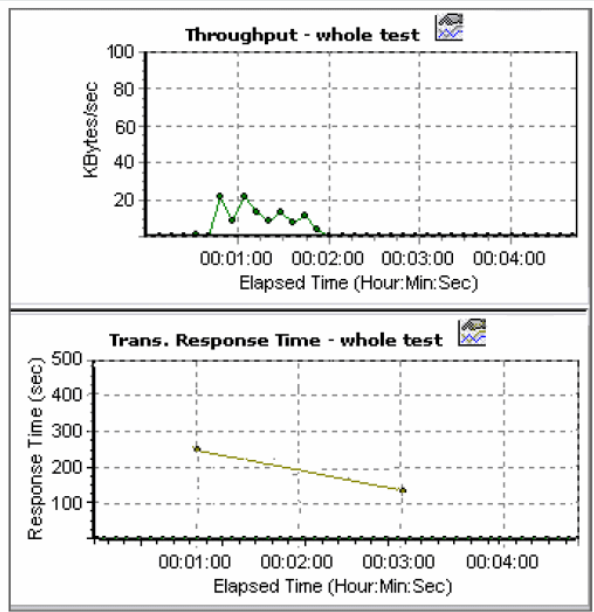 Throughput - whole test
100
80
60
40
20
KBytes/sec
00:01:00 00:02:00 00:03:00 00:04:00
Elapsed Time (Hour:Min:Sec)
Trans. Response Time - whole test
500
400
300
200
100
Response Time (sec)
00:01:00 00:02:00 00:03:00 00:04:00
Elapsed Time (Hour:Min:Sec)